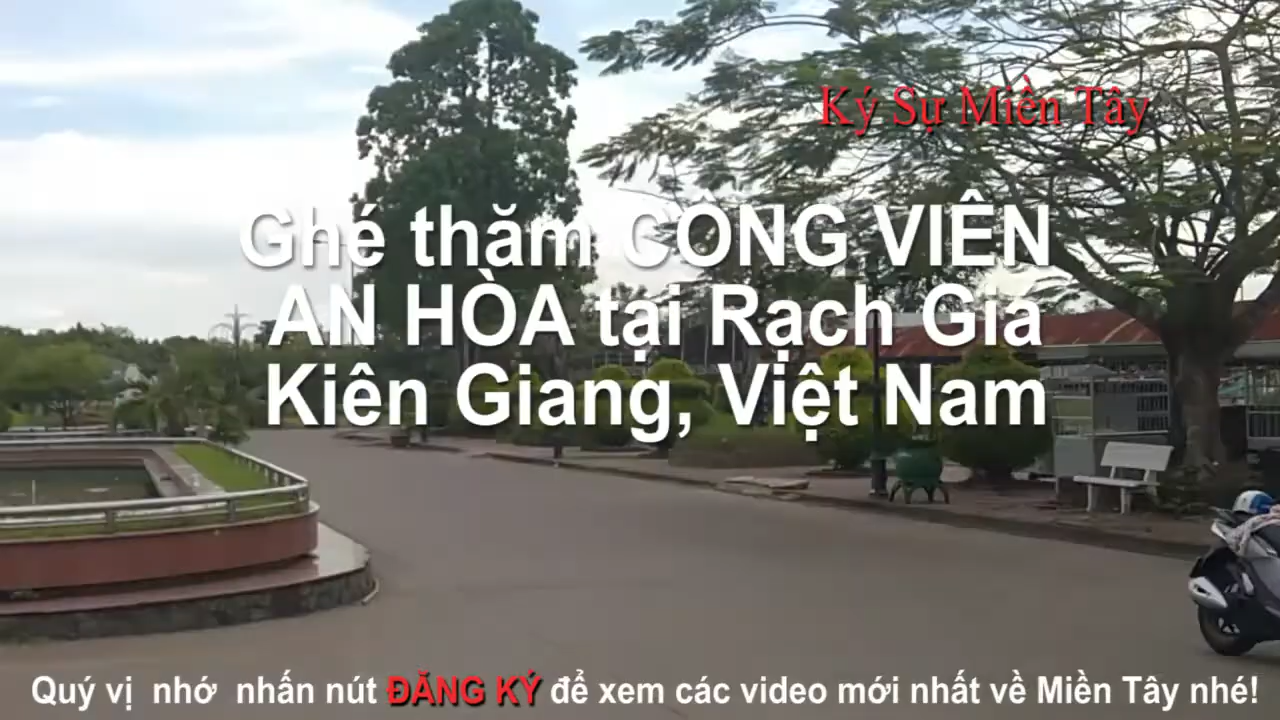 Ký Sự Miền Tây
Ghé thăm CÔNG VIÊN
AN HÒA tại Rạch Giá
Kiên Giang, Việt Nam
Quý vị nhớ nhấn nút ĐĂNG KÝ để xem các video mới nhất về Miền Tây nhé!